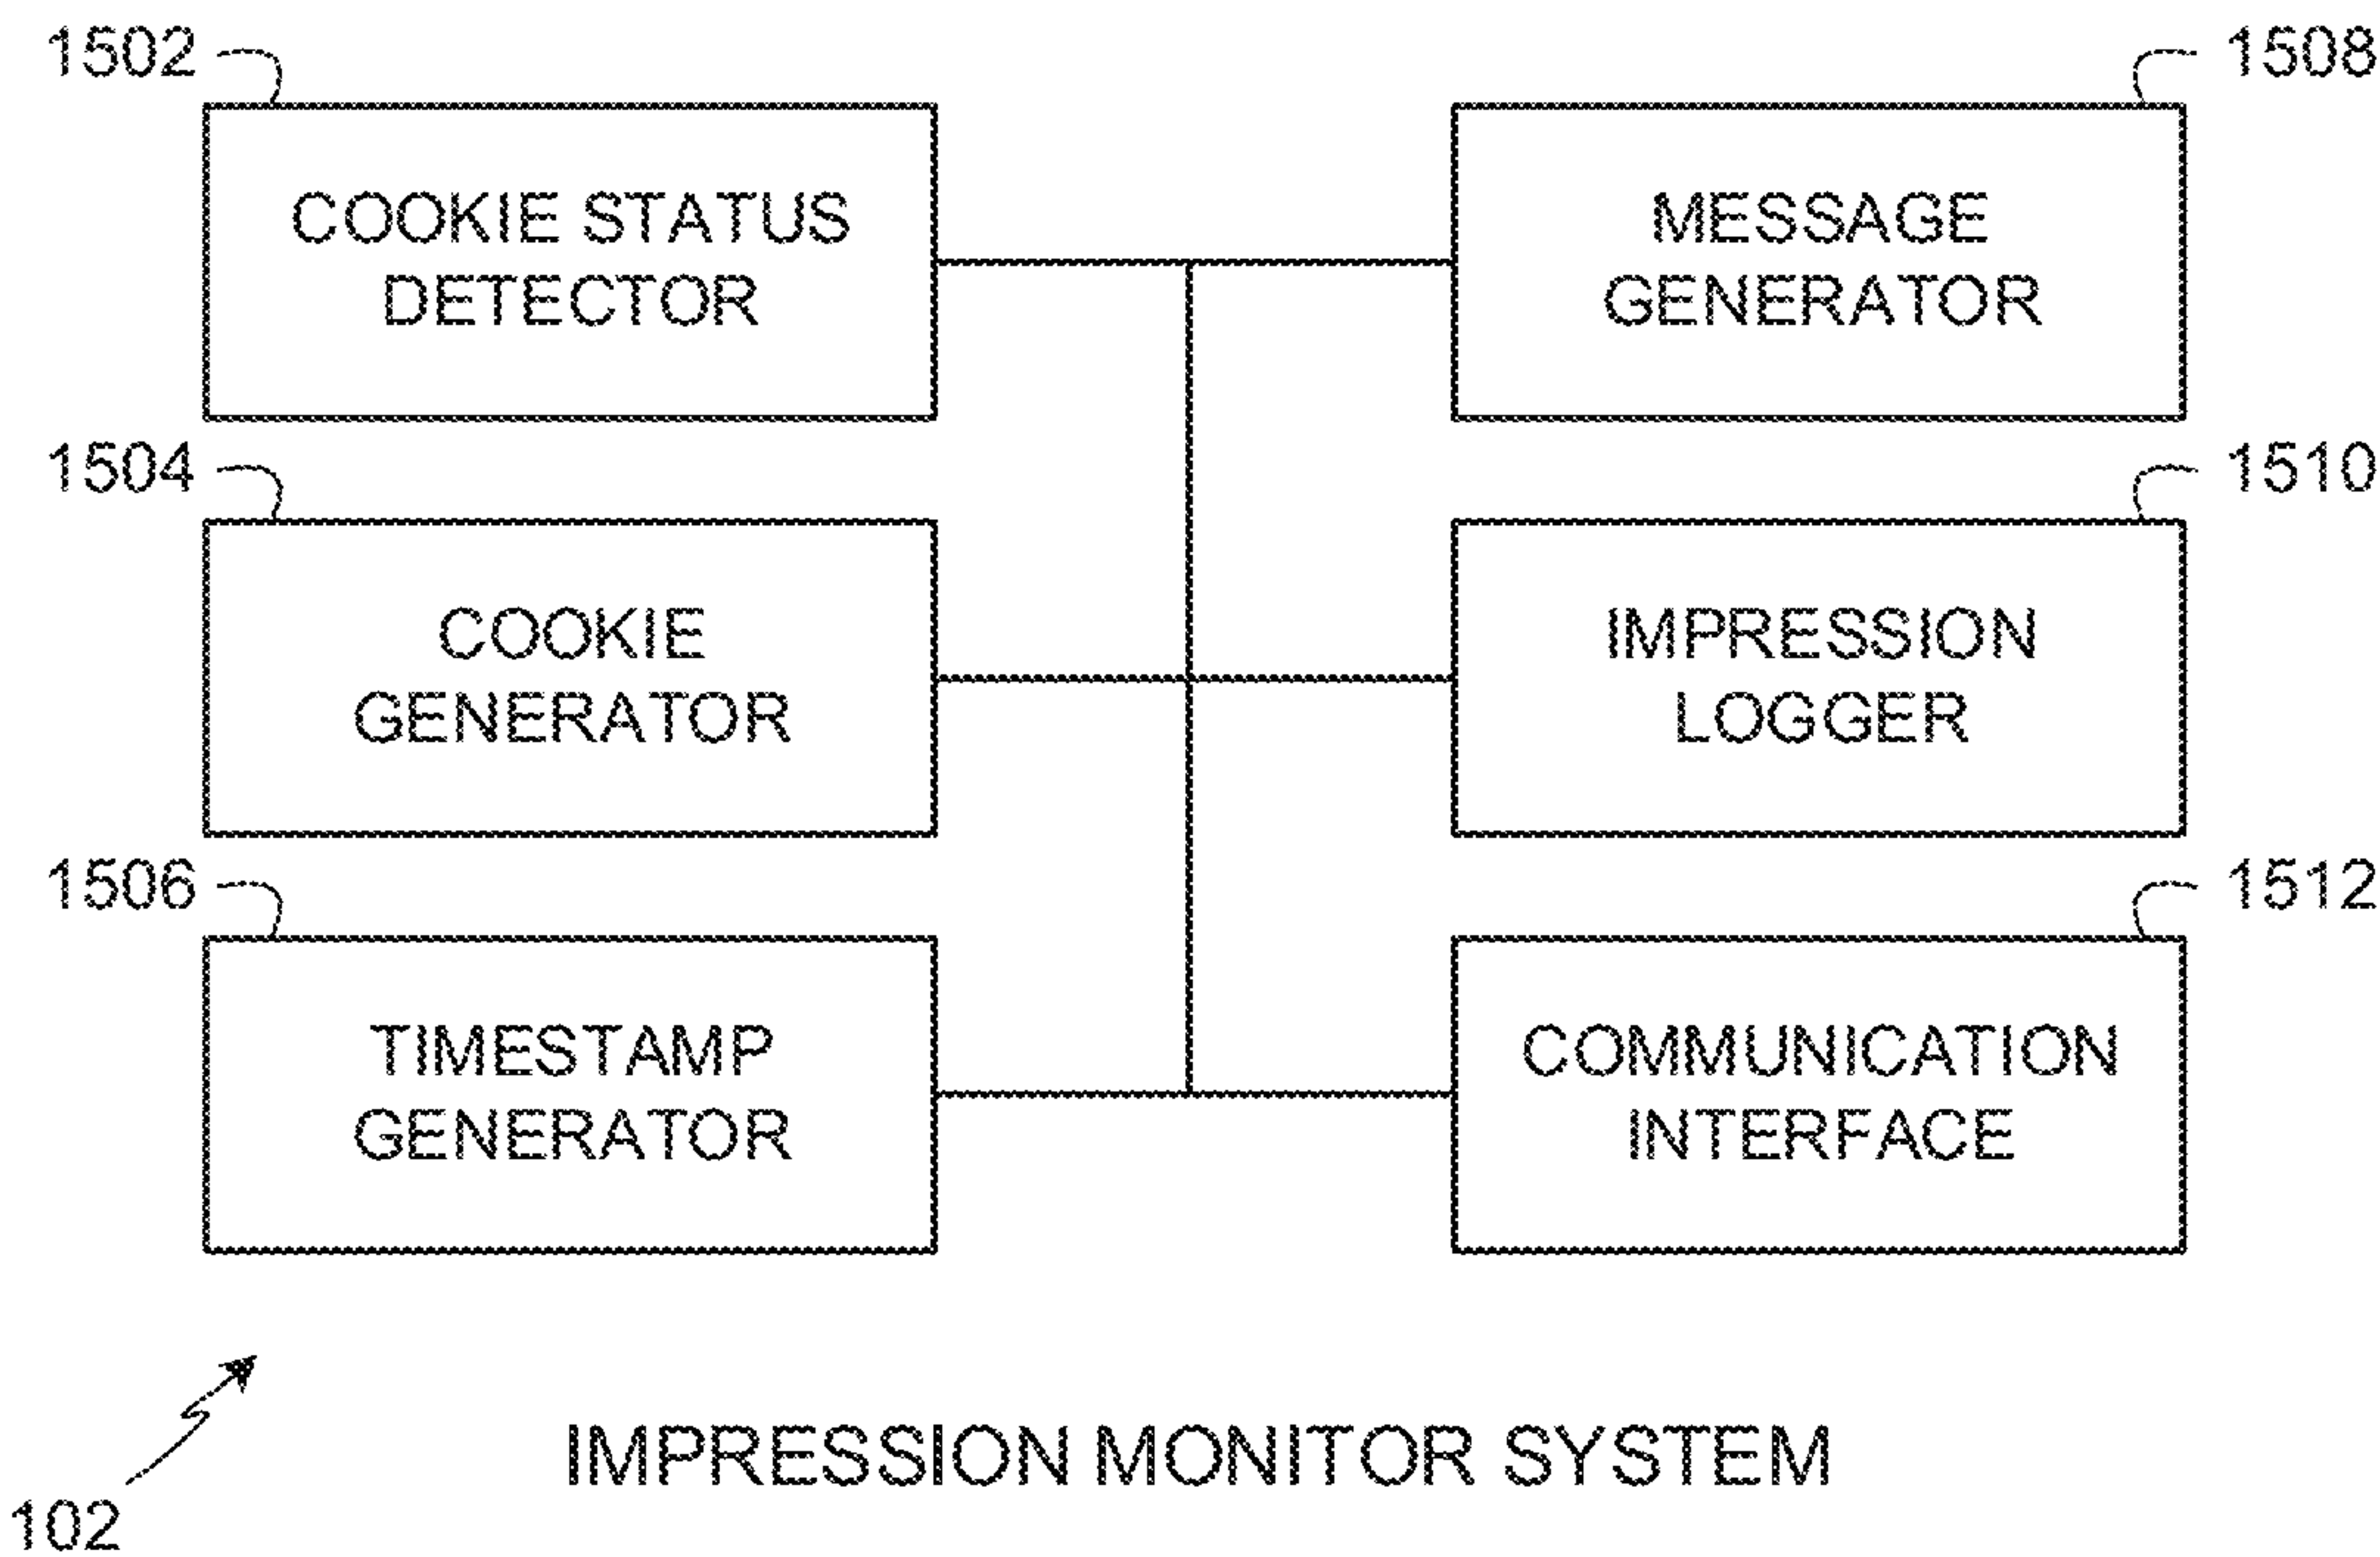 1502
COOKIE STATUS
DETECTOR
1508
MESSAGE
GENERATOR
1504
COOKIE
GENERATOR
1510
IMPRESSION
LOGGER
1506
TIMESTAMP
GENERATOR
1512
COMMUNICATION
INTERFACE
102
IMPRESSION MONITOR SYSTEM